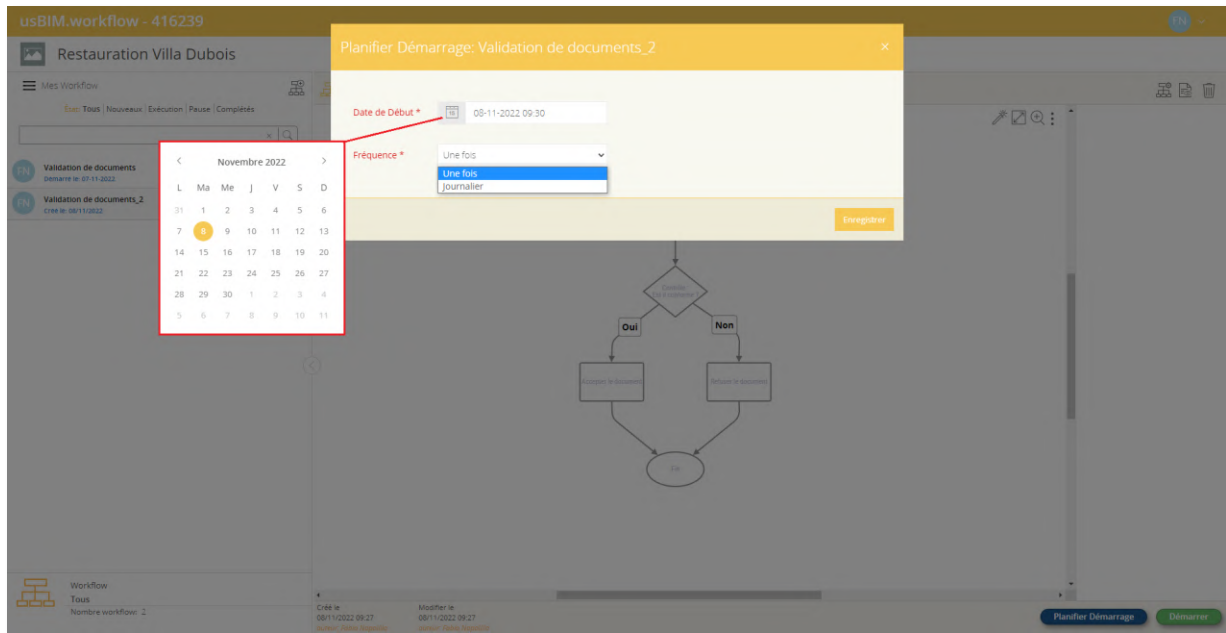 usBIM.workflow - 416239
FN
Restauration Villa Dubois
Planifier Démarrage: Validation de documents_2
×
Mes Workflow
État: Tous | Nouveaux | Exécution | Pause | Complétés
Date de Début *
08-11-2022 09:30
Fréquence *
Une fois
Une fois
Journalier
Enregistrer
FN
Validation de documents
Démarré le: 07-11-2022
FN
Validation de documents_2
Créé le: 08/11/2022
< Novembre 2022 >
L Ma Me J V S D
31 1 2 3 4 5 6
7 8 9 10 11 12 13
14 15 16 17 18 19 20
21 22 23 24 25 26 27
28 29 30 1 2 3 4
5 6 7 8 9 10 11
Oui
Non
Accepter le document
Refuser le document
Fin
Workflow
Tous
Nombre workflow: 2
Créé le
08/11/2022 09:27
Modifier le
08/11/2022 09:27
Planifier Démarrage
Démarrer